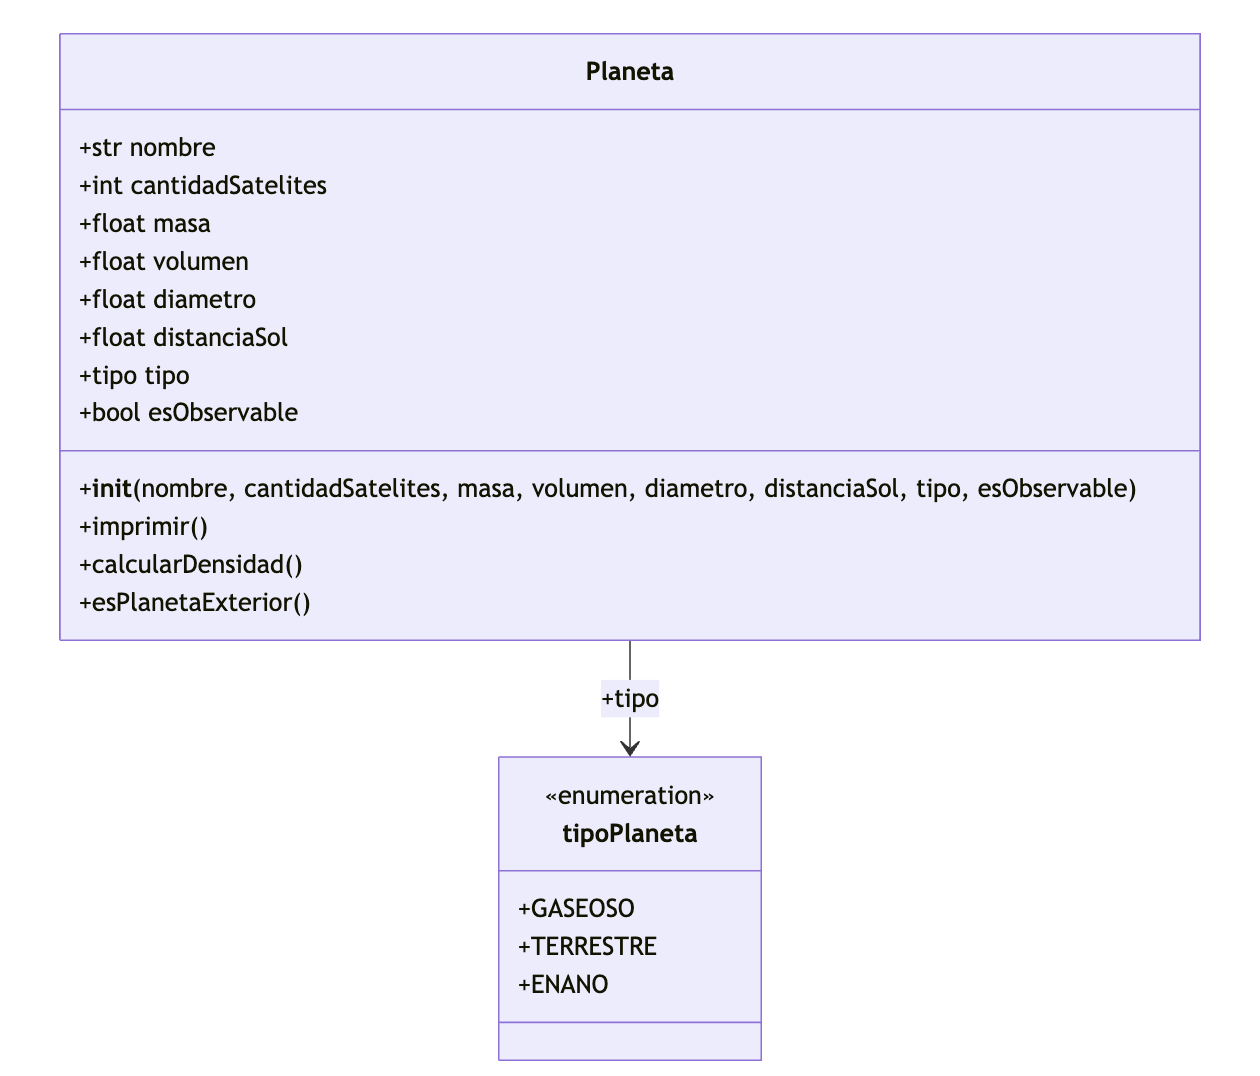 Planeta
+str nombre
+int cantidadSatelites
+float masa
+float volumen
+float diametro
+float distanciaSol
+tipo tipo
+bool esObservable
+init(nombre, cantidadSatelites, masa, volumen, diametro, distanciaSol, tipo, esObservable)
+imprimir()
+calcularDensidad()
+esPlanetaExterior()
+tipo
«enumeration»
tipoPlaneta
+GASEOSO
+TERRESTRE
+ENANO